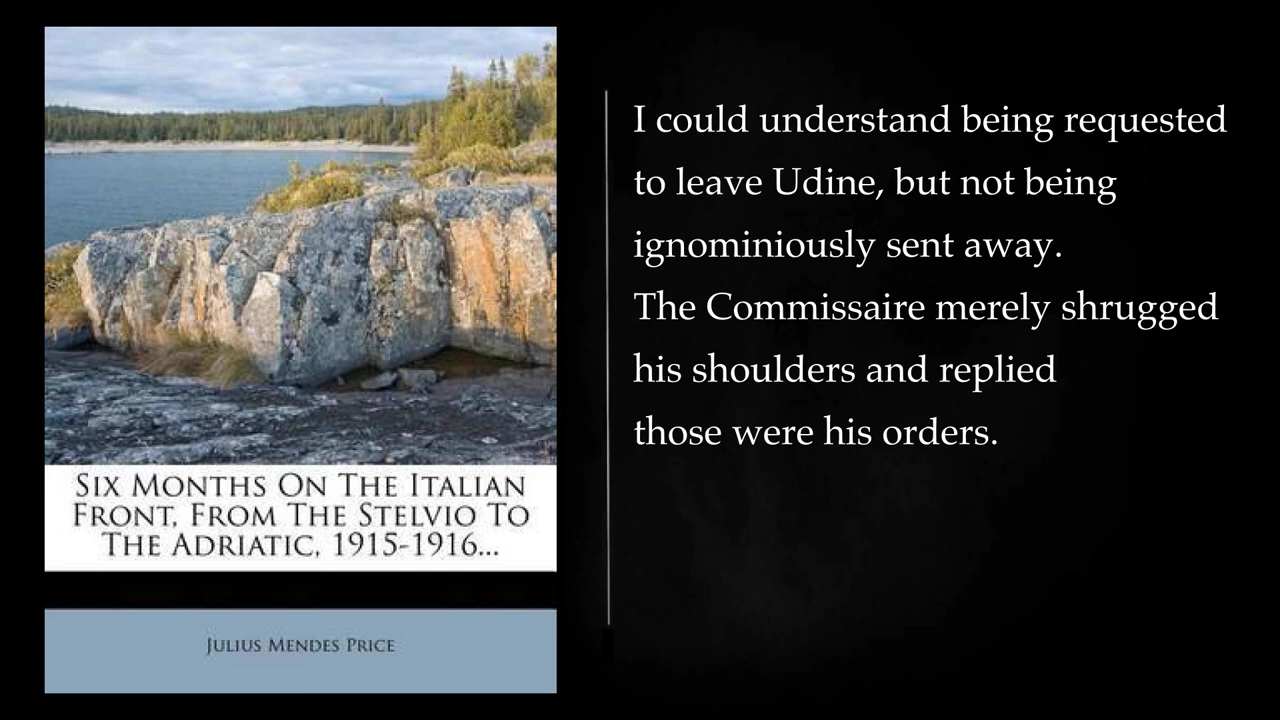 I could understand being requested
to leave Udine, but not being
ignominiously sent away.
The Commissaire merely shrugged
his shoulders and replied
those were his orders.
Six Months On The Italian
Front, From The Stelvio To
The Adriatic, 1915-1916...
Julius Mendes Price